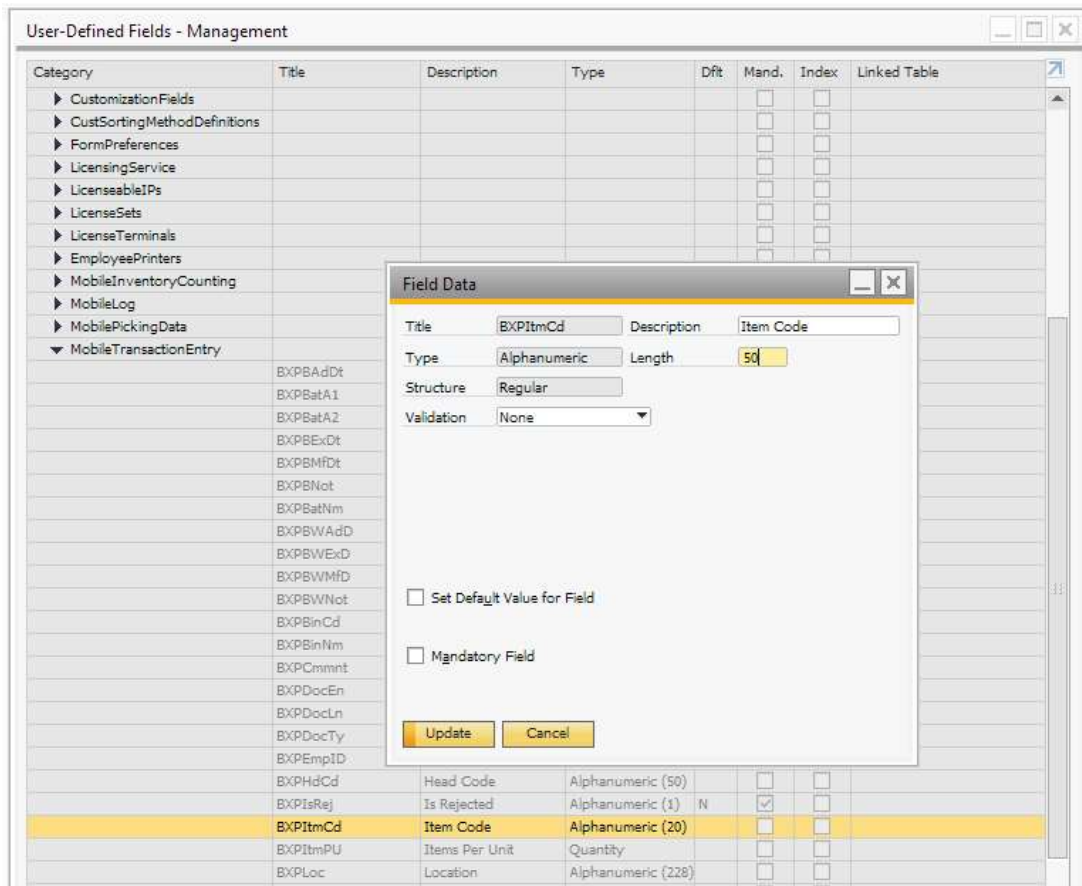 User-Defined Fields - Management
Category Title Description Type Dflt Mand. Index Linked Table
CustomizationFields
CustSortingMethodDefinitions
FormPreferences
LicensingService
LicenseableIPs
LicenseSets
LicenseTerminals
EmployeePrinters
MobileInventoryCounting
MobileLog
MobilePickingData
MobileTransactionEntry
BXPBAdDt
BXPBatA1
BXPBatA2
BXPBExDt
BXPBMfDt
BXPBNot
BXPBatNm
BXPBWAdD
BXPBWExD
BXPBWMfD
BXPBWNot
BXPBinCd
BXPBinNm
BXPCmmnt
BXPDocEn
BXPDocLn
BXPDocTy
BXPEmpID
BXPHdCd Head Code Alphanumeric (50)
BXPIsRej Is Rejected Alphanumeric (1) N
BXPItmCd Item Code Alphanumeric (20)
BXPItmPU Items Per Unit Quantity
BXPLoc Location Alphanumeric (228)
Field Data
Title BXPItmCd Description Item Code
Type Alphanumeric Length 50
Structure Regular
Validation None
Set Default Value for Field
Mandatory Field
Update Cancel